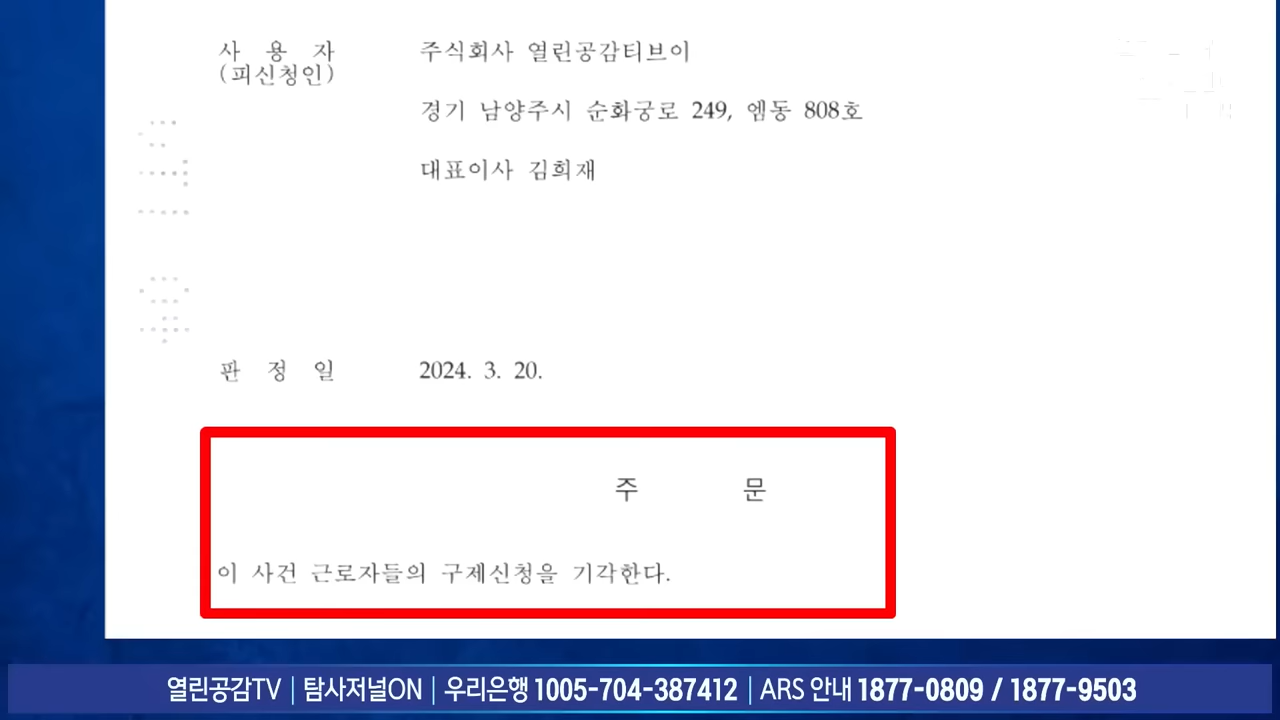 사 용 자 주식회사 열린공감티브이
(피신청인)
경기 남양주시 순화궁로 249, 엠동 808호
대표이사 김희재
판 정 일 2024. 3. 20.
주 문
이 사건 근로자들의 구제신청을 기각한다.
열린공감TV | 탐사저널ON | 우리은행 1005-704-387412 | ARS 안내 1877-0809 / 1877-9503